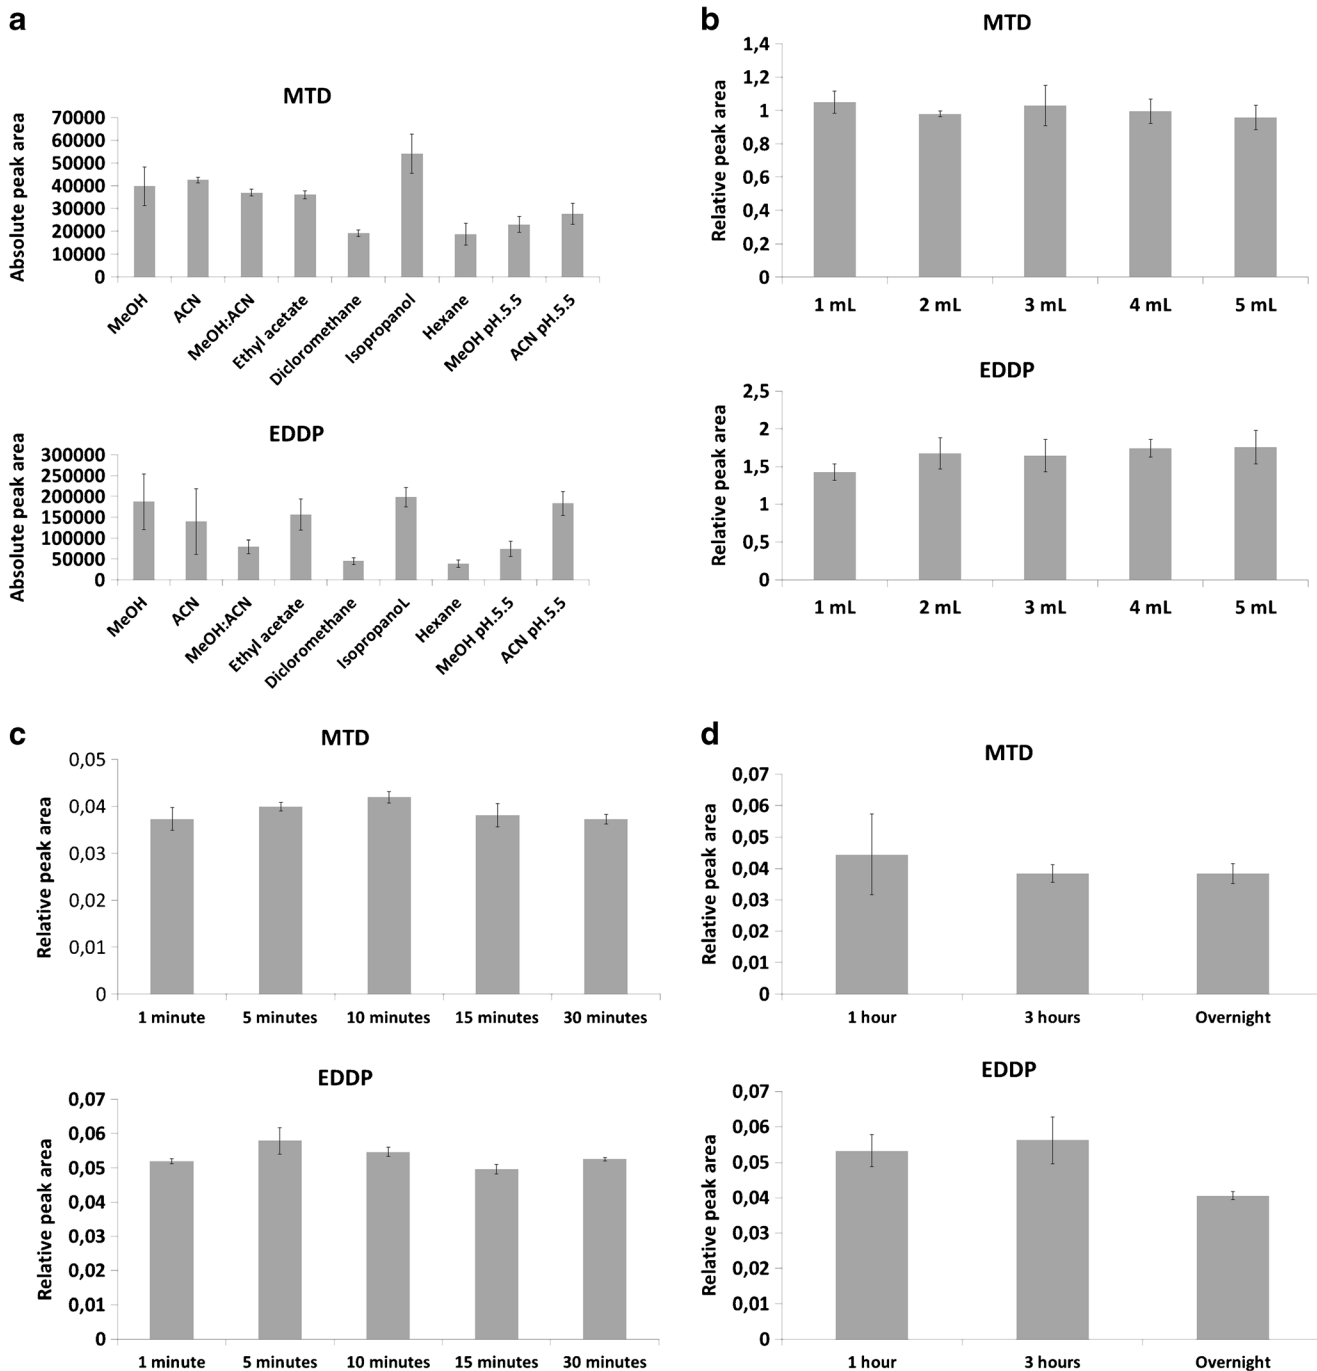 a
MTD
Absolute peak area
70000
60000
50000
40000
30000
20000
10000
0
MeOH
ACN
MeOH:ACN
Ethyl acetate
Dicloromethane
Isopropanol
Hexane
MeOH pH.5.5
ACN pH.5.5
EDDP
Absolute peak area
300000
250000
200000
150000
100000
50000
0
MeOH
ACN
MeOH:ACN
Ethyl acetate
Dicloromethane
IsopropanoL
Hexane
MeOH pH.5.5
ACN pH.5.5
b
MTD
Relative peak area
1,4
1,2
1
0,8
0,6
0,4
0,2
0
1 mL 2 mL 3 mL 4 mL 5 mL
EDDP
Relative peak area
2,5
2
1,5
1
0,5
0
1 mL 2 mL 3 mL 4 mL 5 mL
c
MTD
Relative peak area
0,05
0,04
0,03
0,02
0,01
0
1 minute 5 minutes 10 minutes 15 minutes 30 minutes
EDDP
Relative peak area
0,07
0,06
0,05
0,04
0,03
0,02
0,01
0
1 minute 5 minutes 10 minutes 15 minutes 30 minutes
d
MTD
Relative peak area
0,07
0,06
0,05
0,04
0,03
0,02
0,01
0
1 hour 3 hours Overnight
EDDP
Relative peak area
0,07
0,06
0,05
0,04
0,03
0,02
0,01
0
1 hour 3 hours Overnight